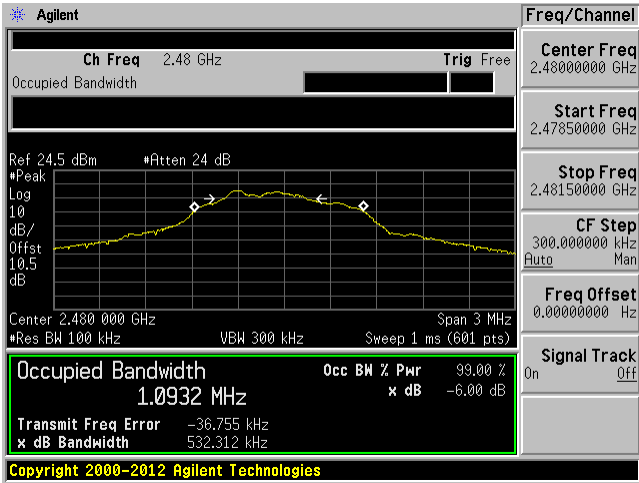 Agilent
Freq/Channel
Ch Freq 2.48 GHz Trig Free
Occupied Bandwidth
Center Freq
2.48000000 GHz
Start Freq
2.47850000 GHz
Stop Freq
2.48150000 GHz
CF Step
300.000000 kHz
Auto Man
Freq Offset
0.00000000 Hz
Signal Track
On Off
Ref 24.5 dBm #Atten 24 dB
#Peak
Log
10
dB/
Offst
10.5
dB
Center 2.480 000 GHz Span 3 MHz
#Res BW 100 kHz VBW 300 kHz Sweep 1 ms (601 pts)
Occupied Bandwidth Occ BW % Pwr 99.00 %
1.0932 MHz x dB -6.00 dB
Transmit Freq Error -36.755 kHz
x dB Bandwidth 532.312 kHz
Copyright 2000-2012 Agilent Technologies